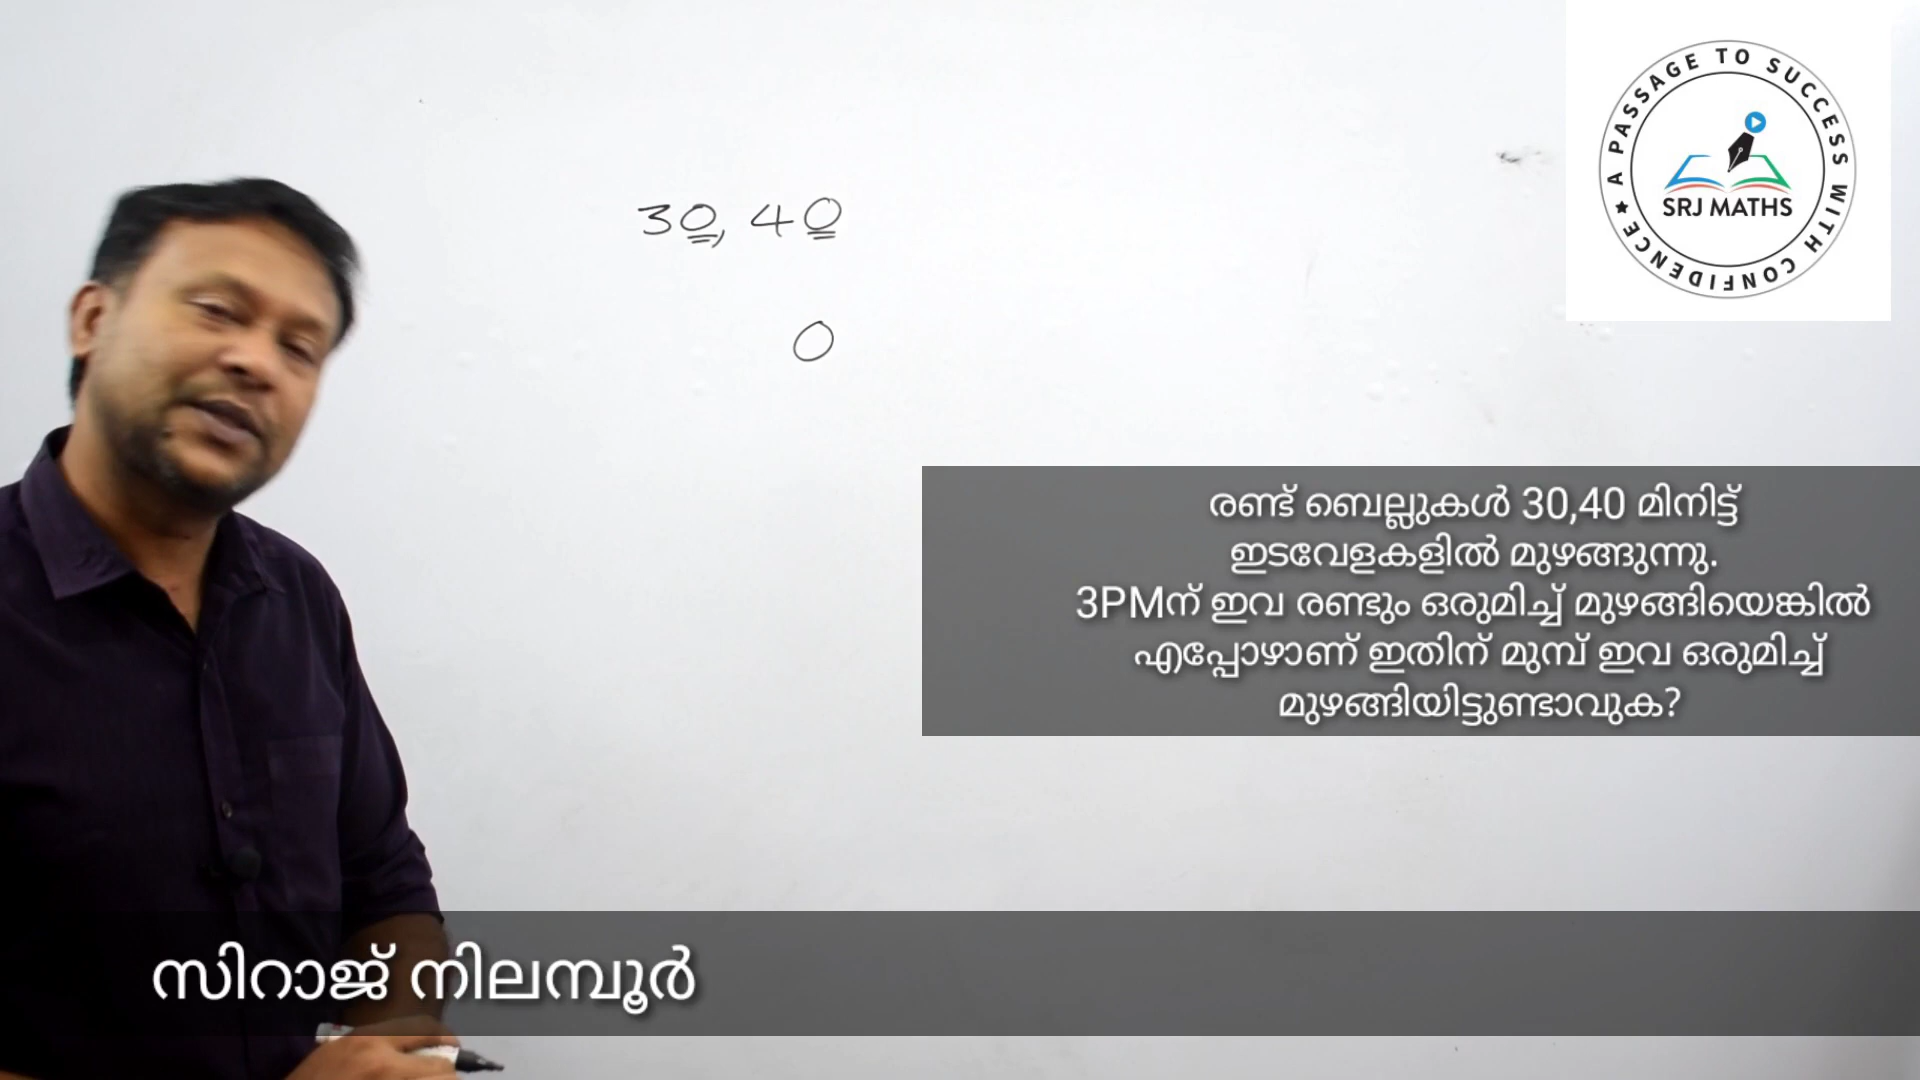 30, 40
0
A PASSAGE TO SUCCESS WITH CONFIDENCE
SRJ MATHS
രണ്ട് ബെല്ലുകൾ 30,40 മിനിട്ട്
ഇടവേളകളിൽ മുഴങ്ങുന്നു.
3PMന് ഇവ രണ്ടും ഒരുമിച്ച് മുഴങ്ങിയെങ്കിൽ
എപ്പോഴാണ് ഇതിന് മുമ്പ് ഇവ ഒരുമിച്ച്
മുഴങ്ങിയിട്ടുണ്ടാവുക?
സിറാജ് നിലമ്പൂർ